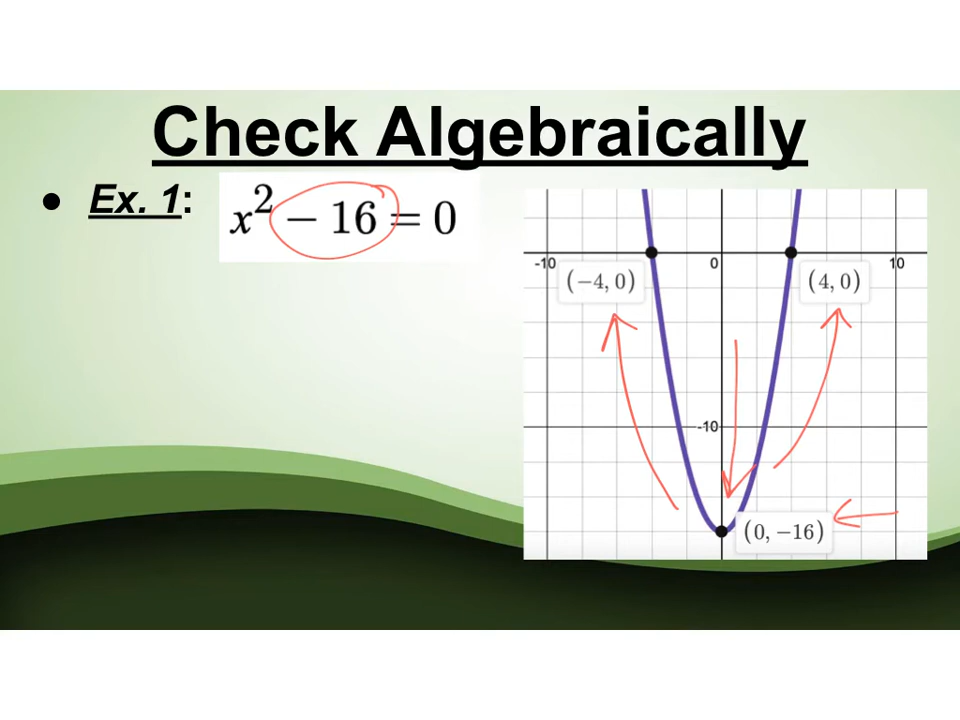 Check Algebraically
● Ex. 1: x² − 16 = 0
-10 0 10
(−4, 0) (4, 0)
-10
(0, −16)